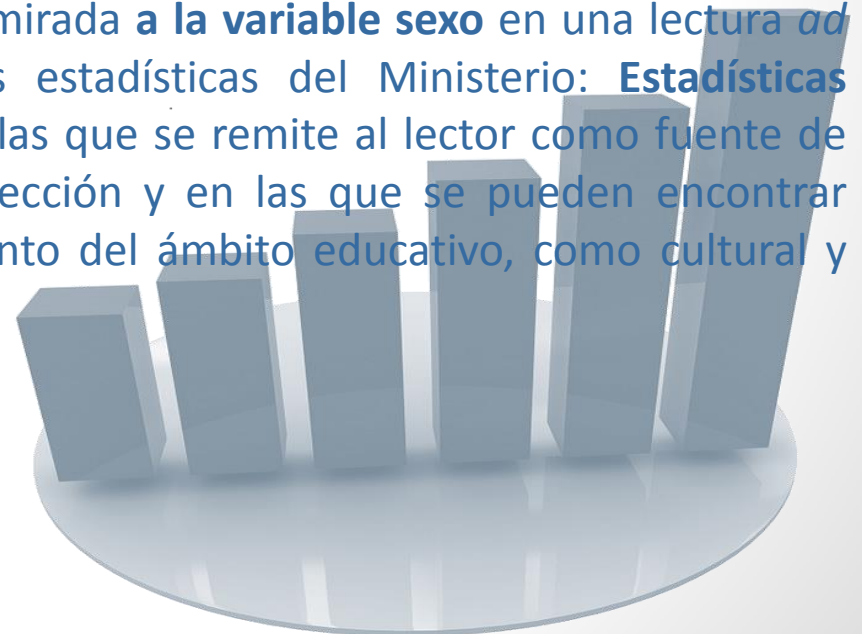 mirada a la variable sexo en una lectura ad
s estadísticas del Ministerio: Estadísticas
las que se remite al lector como fuente de
ección y en las que se pueden encontrar
nto del ámbito educativo, como cultural y